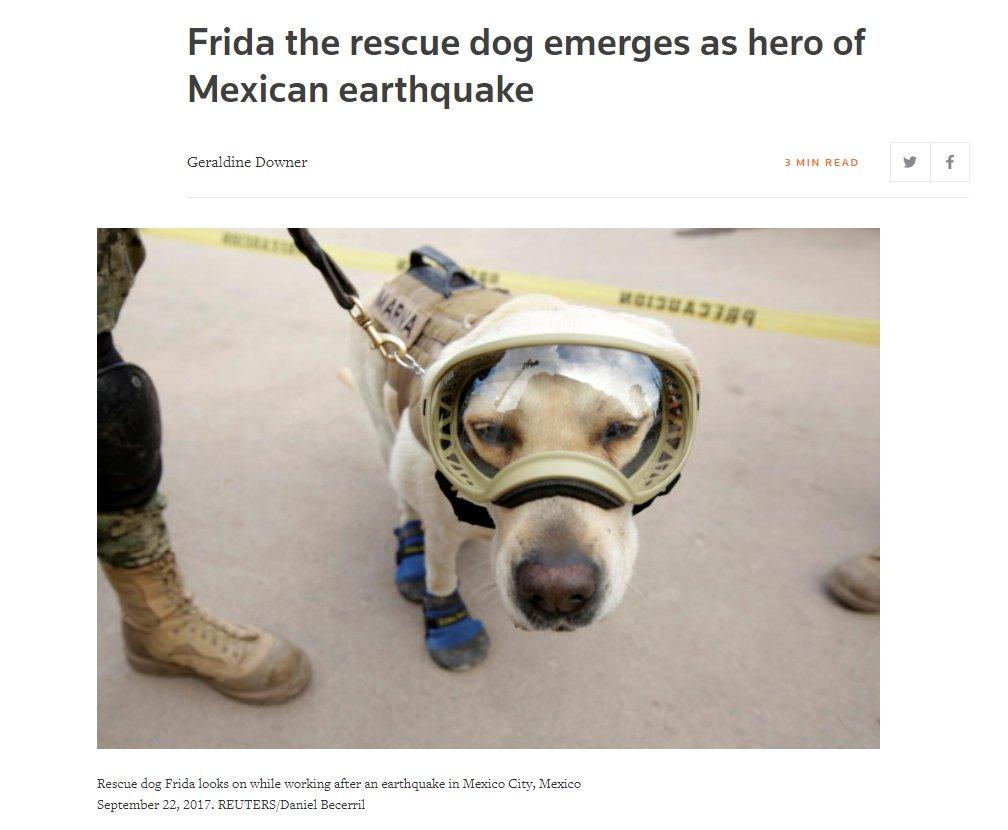 Frida the rescue dog emerges as hero of
Mexican earthquake
Geraldine Downer
3 MIN READ
MARINA
PRECAUCION
Rescue dog Frida looks on while working after an earthquake in Mexico City, Mexico
September 22, 2017. REUTERS/Daniel Becerril